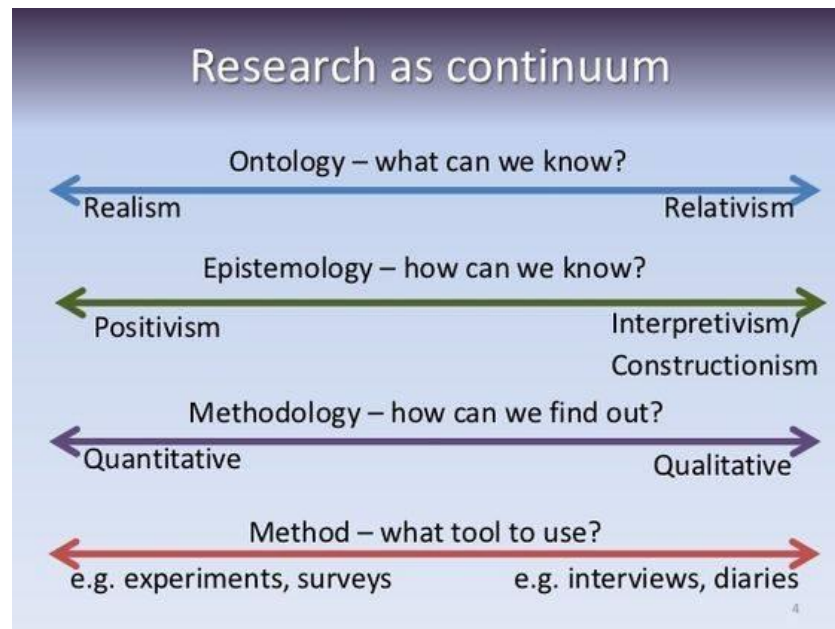 Research as continuum
Ontology – what can we know?
Realism Relativism
Epistemology – how can we know?
Positivism Interpretivism/
Constructionism
Methodology – how can we find out?
Quantitative Qualitative
Method – what tool to use?
e.g. experiments, surveys e.g. interviews, diaries
4